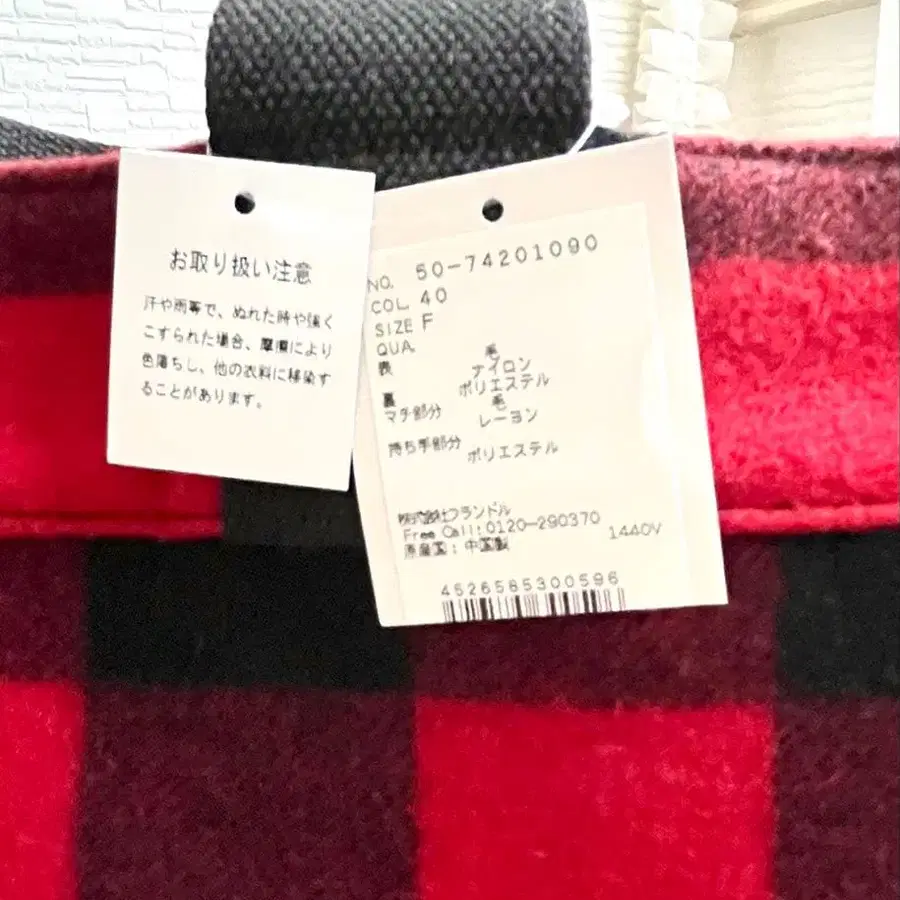 お取り扱い注意
汗や雨等で、ぬれた時や強く
こすられた場合、摩擦により
色落ちし、他の衣料に移染す
ることがあります。
NO. 50-74201090
COL. 40
SIZE F
QUA.
表 毛
ナイロン
裏 ポリエステル
マチ部分 毛
レーヨン
持ち手部分 ポリエステル
株式会社フランドル
Free Call:0120-290370
原産国:中国製 1440V
4526585300596